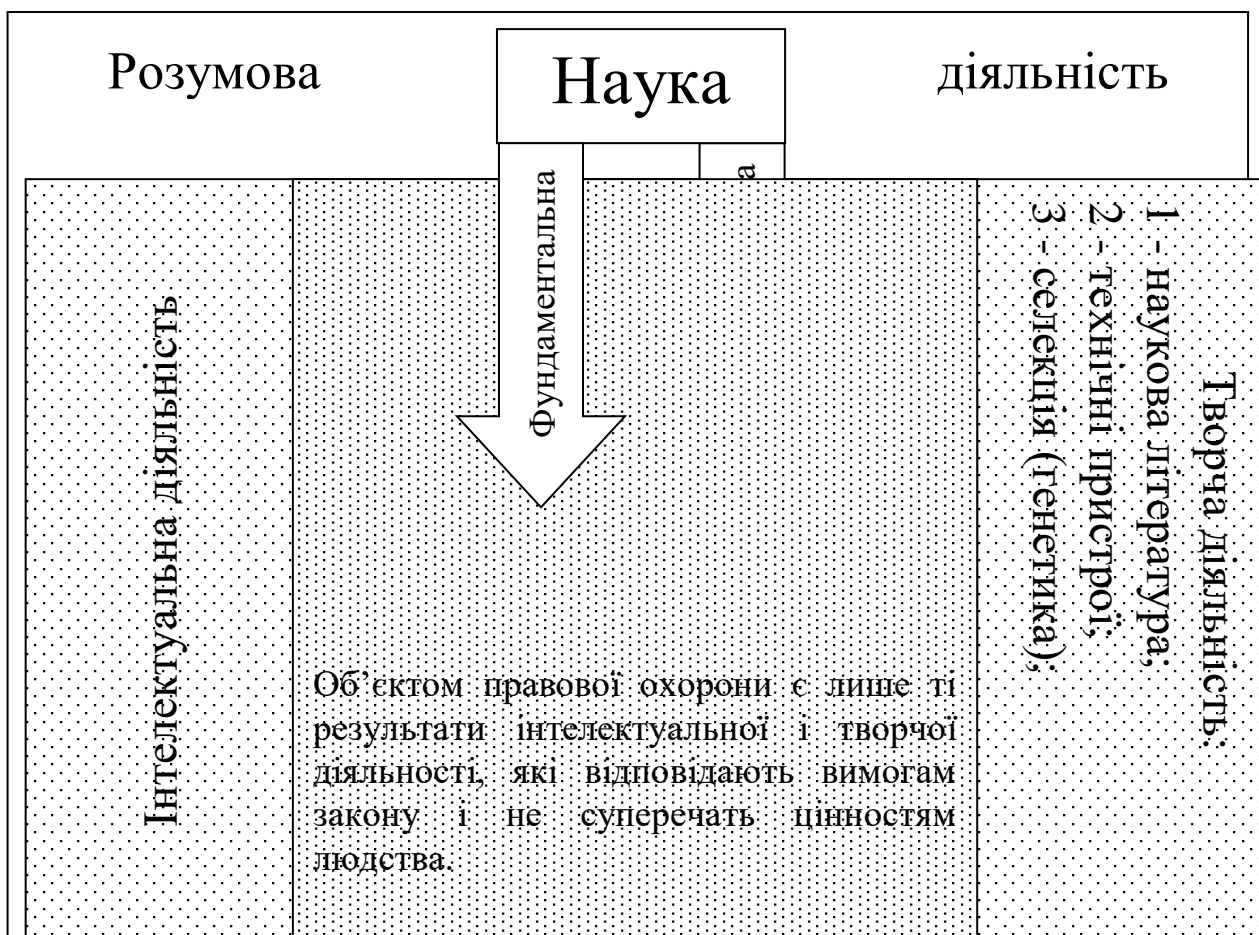 Розумова
Наука
діяльність
Фундаментальна
Інтелектуальна діяльність
Об’єктом правової охорони є лише ті
результати інтелектуальної і творчої
діяльності, які відповідають вимогам
закону і не суперечать цінностям
людства.
Творча діяльність:
1 - наукова література;
2 - технічні пристрої;
3 - селекція (генетика);